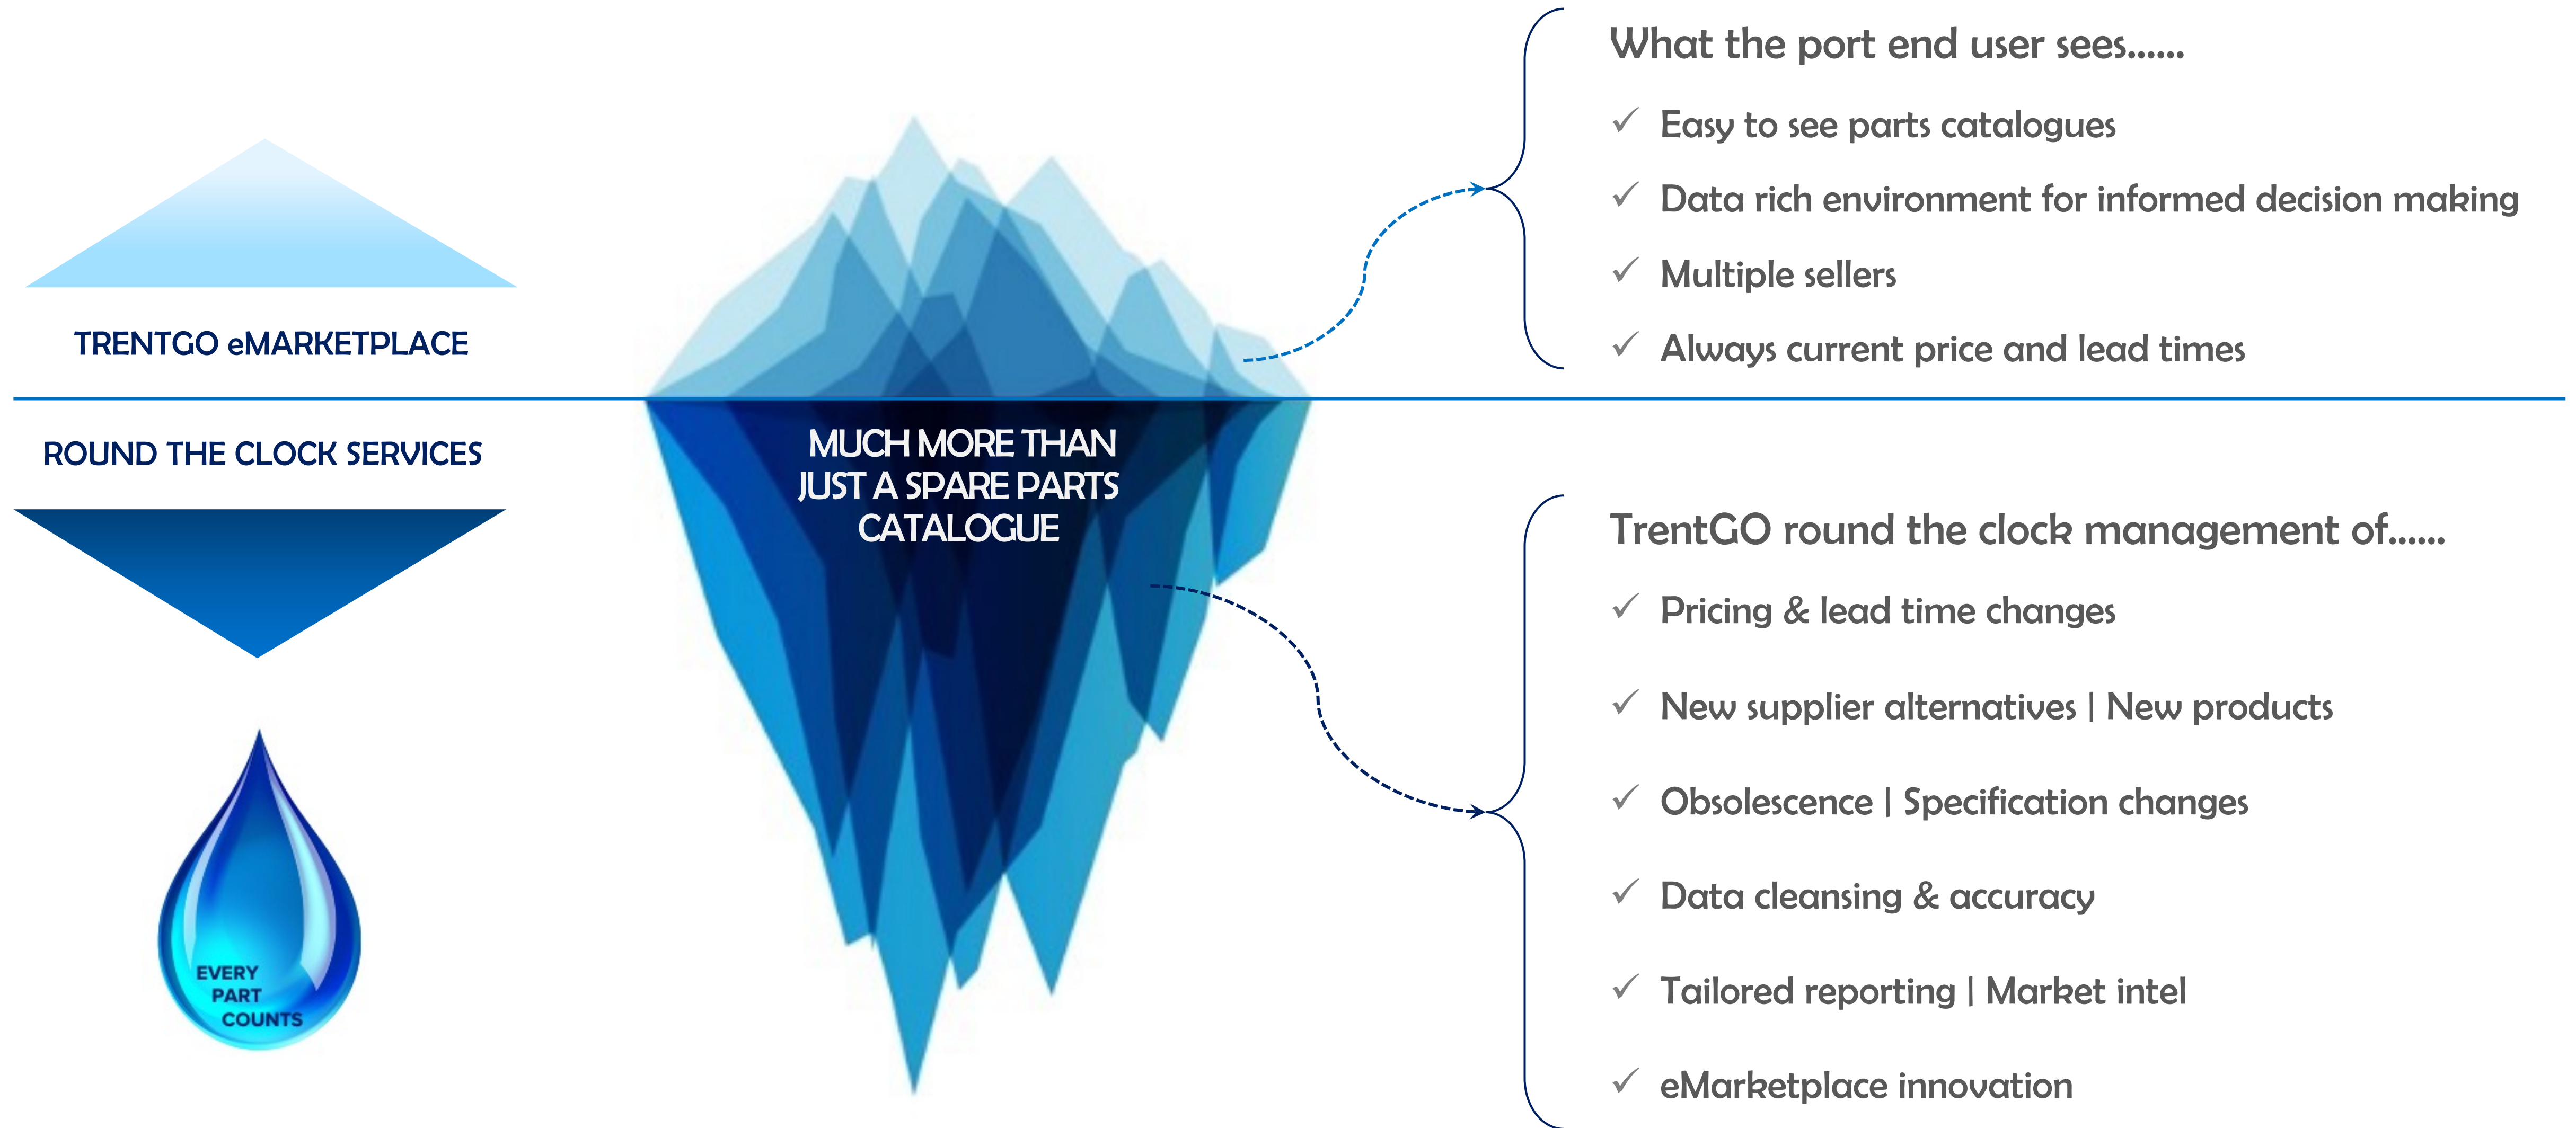 What the port end user sees......
✓ Easy to see parts catalogues
✓ Data rich environment for informed decision making
✓ Multiple sellers
✓ Always current price and lead times
TRENTGO eMARKETPLACE
ROUND THE CLOCK SERVICES
MUCH MORE THAN
JUST A SPARE PARTS
CATALOGUE
TrentGO round the clock management of......
✓ Pricing & lead time changes
✓ New supplier alternatives | New products
✓ Obsolescence | Specification changes
✓ Data cleansing & accuracy
✓ Tailored reporting | Market intel
✓ eMarketplace innovation
EVERY
PART
COUNTS